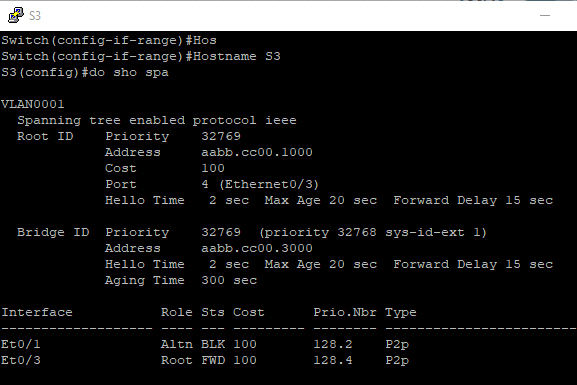 S3
Switch(config-if-range)#Hos
Switch(config-if-range)#Hostname S3
S3(config)#do sho spa
VLAN0001
  Spanning tree enabled protocol ieee
  Root ID    Priority    32769
             Address     aabb.cc00.1000
             Cost        100
             Port        4 (Ethernet0/3)
             Hello Time   2 sec  Max Age 20 sec  Forward Delay 15 sec
  Bridge ID  Priority    32769  (priority 32768 sys-id-ext 1)
             Address     aabb.cc00.3000
             Hello Time   2 sec  Max Age 20 sec  Forward Delay 15 sec
             Aging Time  300 sec
Interface           Role Sts Cost      Prio.Nbr Type
------------------- ---- --- --------- -------- ------------------------
Et0/1               Altn BLK 100       128.2    P2p
Et0/3               Root FWD 100       128.4    P2p